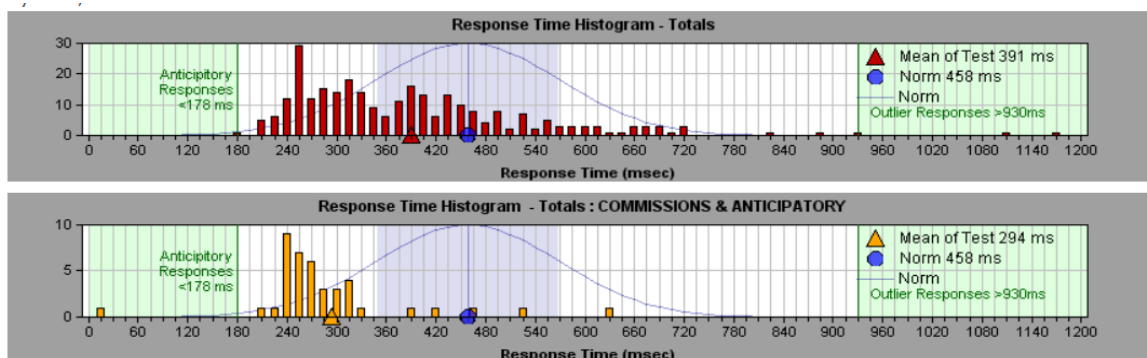 Response Time Histogram - Totals
30
20
10
0
Anticipitory
Responses
<178 ms
Mean of Test 391 ms
Norm 458 ms
Norm
Outlier Responses >930ms
0 60 120 180 240 300 360 420 480 540 600 660 720 780 840 900 960 1020 1080 1140 1200
Response Time (msec)
Response Time Histogram - Totals : COMMISSIONS & ANTICIPATORY
10
5
0
Anticipitory
Responses
<178 ms
Mean of Test 294 ms
Norm 458 ms
Norm
Outlier Responses >930ms
0 60 120 180 240 300 360 420 480 540 600 660 720 780 840 900 960 1020 1080 1140 1200
Response Time (msec)